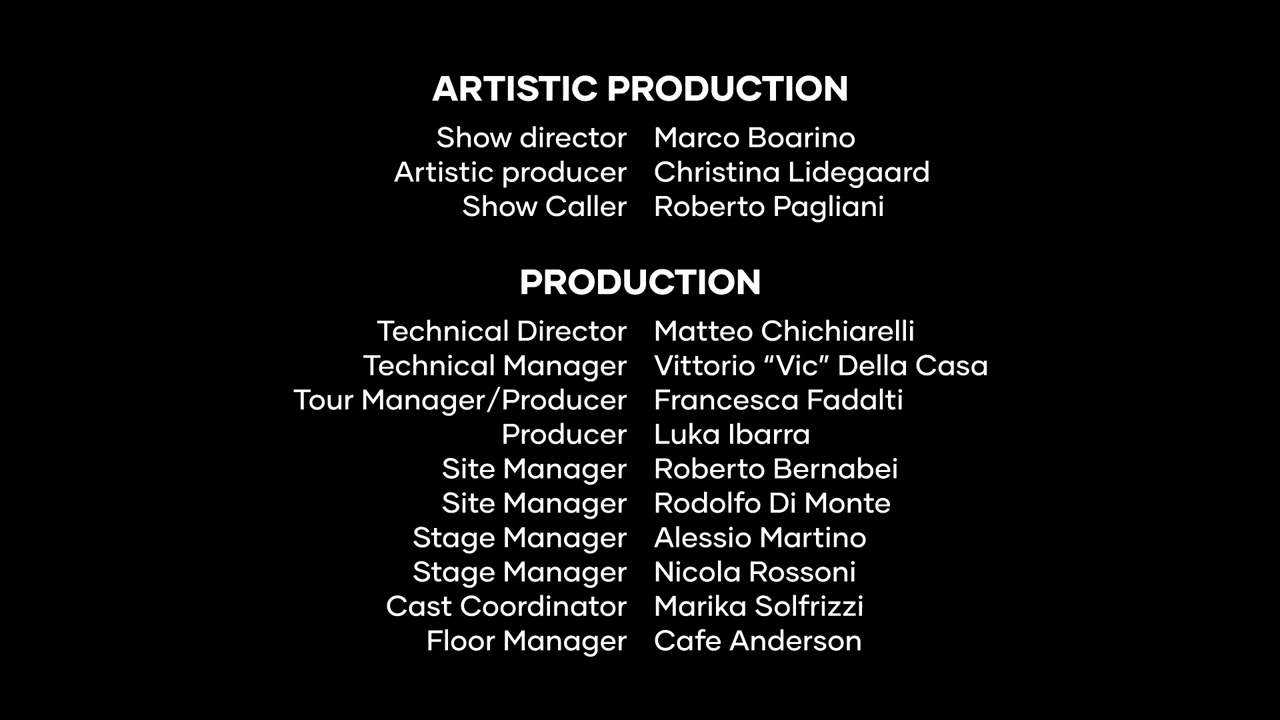 ARTISTIC PRODUCTION
Show director Marco Boarino
Artistic producer Christina Lidegaard
Show Caller Roberto Pagliani
PRODUCTION
Technical Director Matteo Chichiarelli
Technical Manager Vittorio “Vic” Della Casa
Tour Manager/Producer Francesca Fadalti
Producer Luka Ibarra
Site Manager Roberto Bernabei
Site Manager Rodolfo Di Monte
Stage Manager Alessio Martino
Stage Manager Nicola Rossoni
Cast Coordinator Marika Solfrizzi
Floor Manager Cafe Anderson